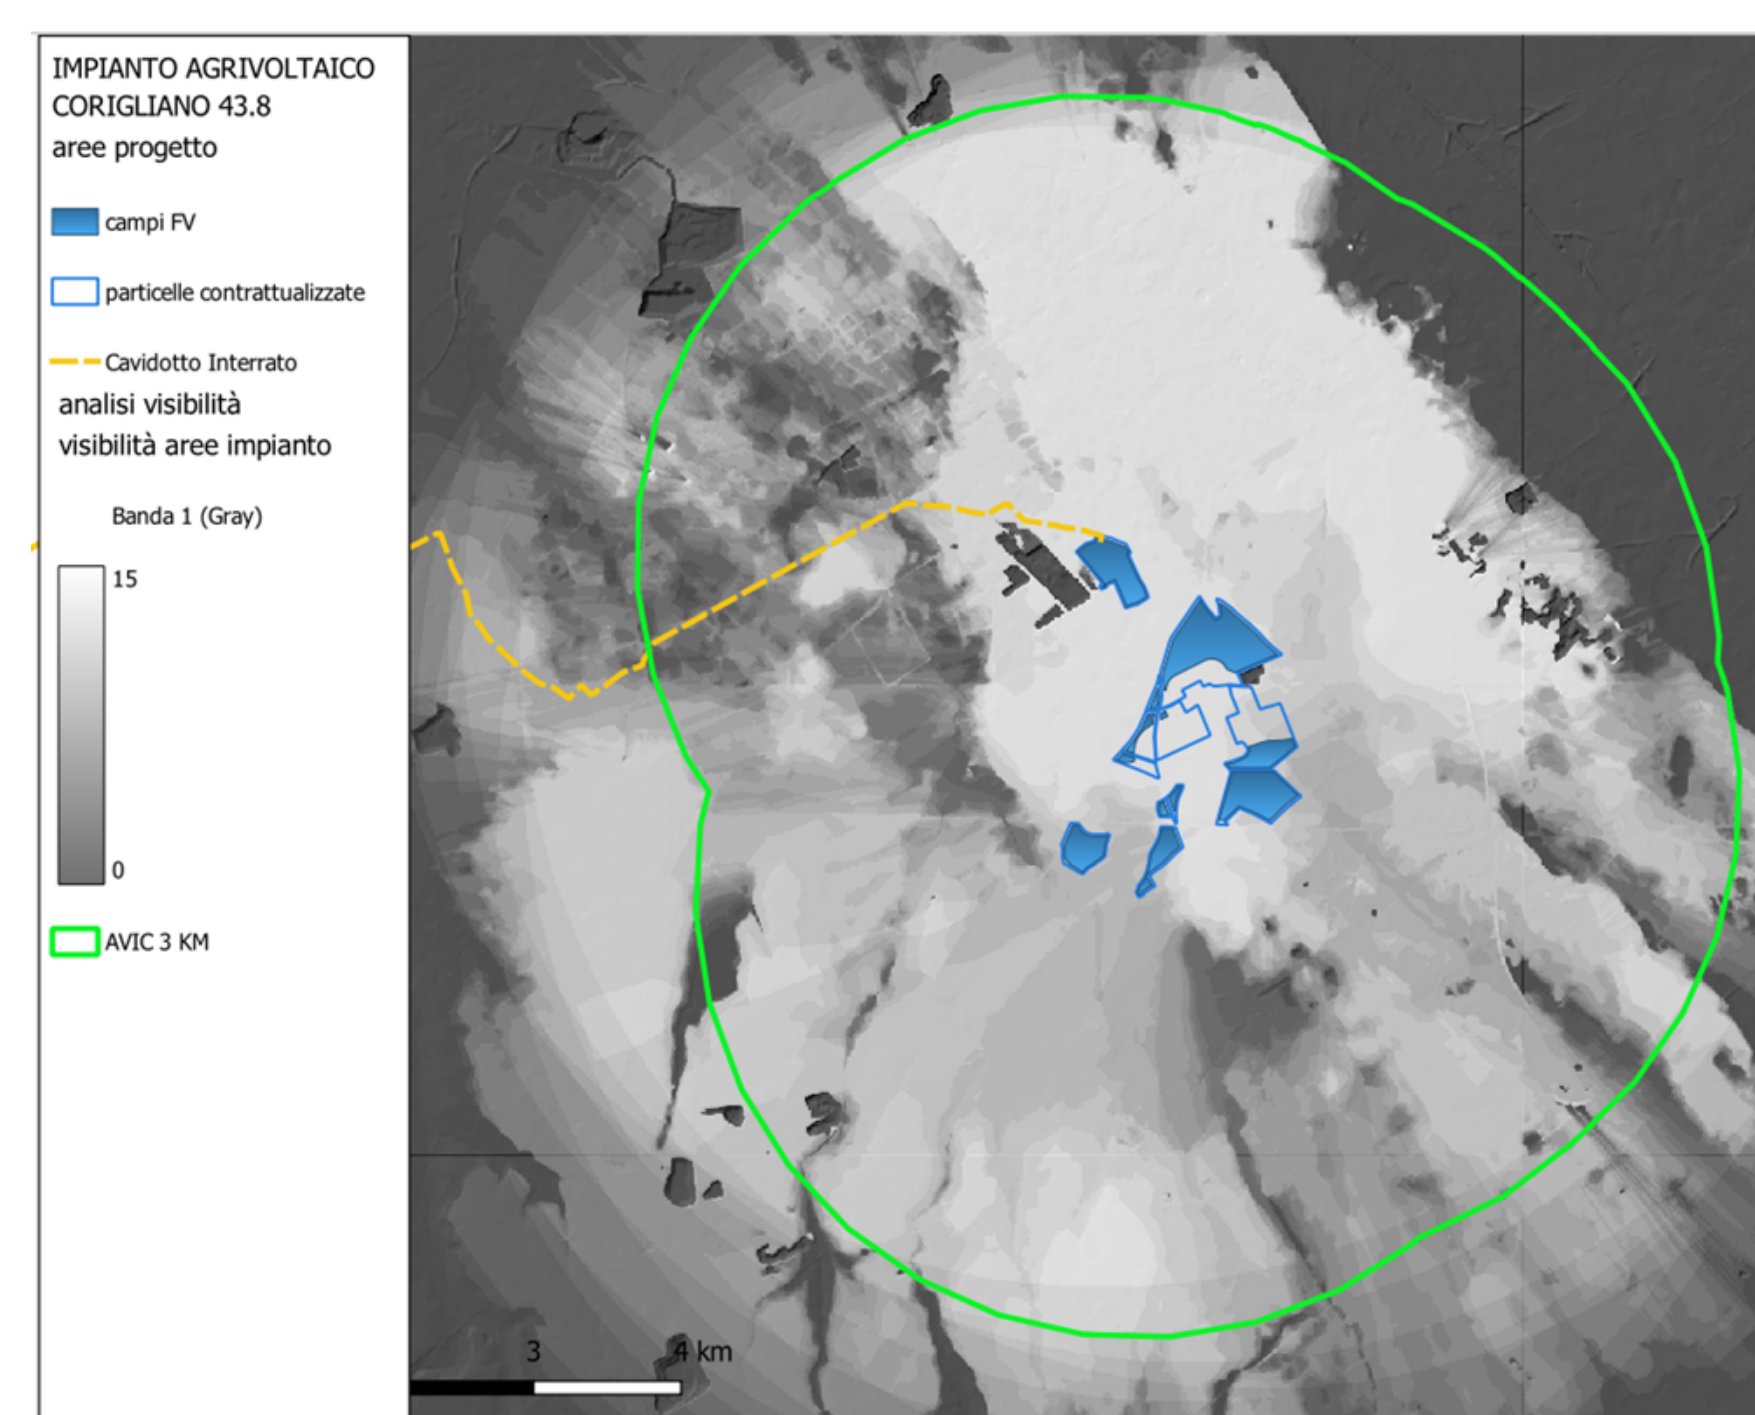 IMPIANTO AGRIVOLTAICO
CORIGLIANO 43.8
aree progetto
campi FV
particelle contrattualizzate
Cavidotto Interrato
analisi visibilità
visibilità aree impianto
Banda 1 (Gray)
15
0
AVIC 3 KM
3 4 km